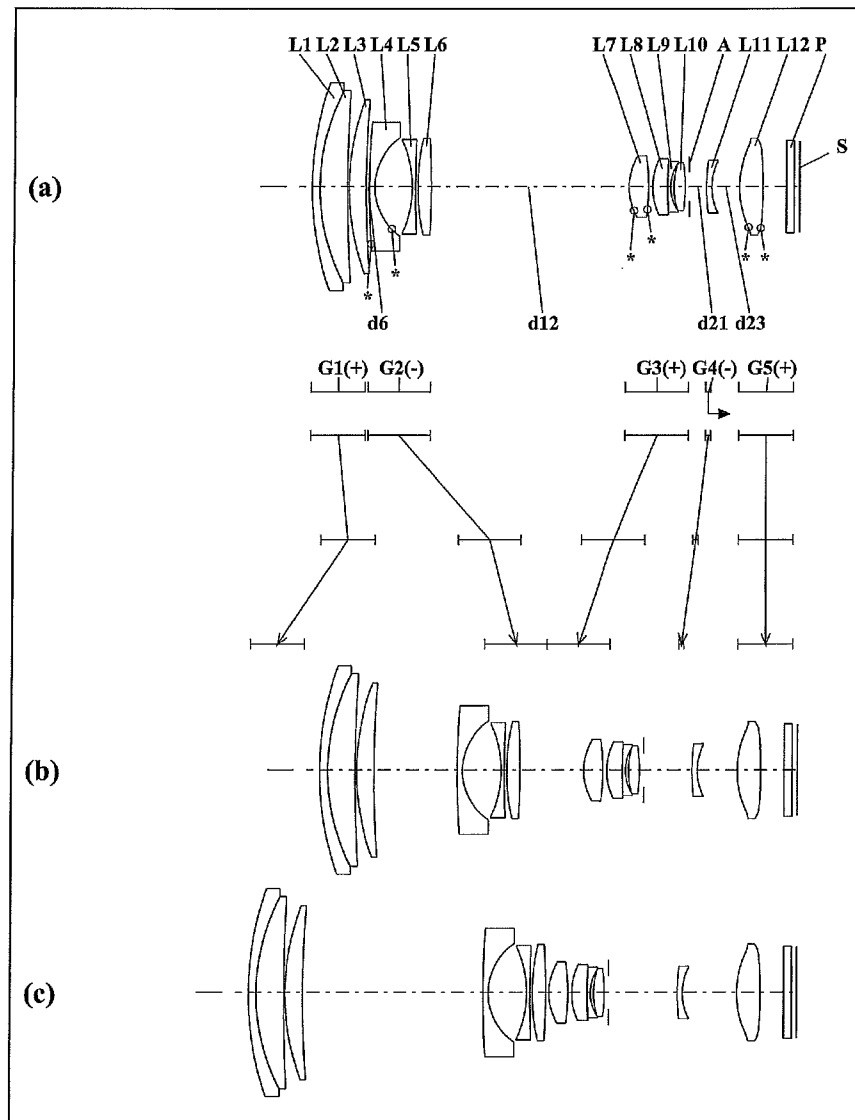 L1 L2 L3 L4 L5 L6 L7 L8 L9 L10 A L11 L12 P
S
(a)
* * * * * *
d6 d12 d21 d23
G1(+) G2(-) G3(+) G4(-) G5(+)
(b)
(c)